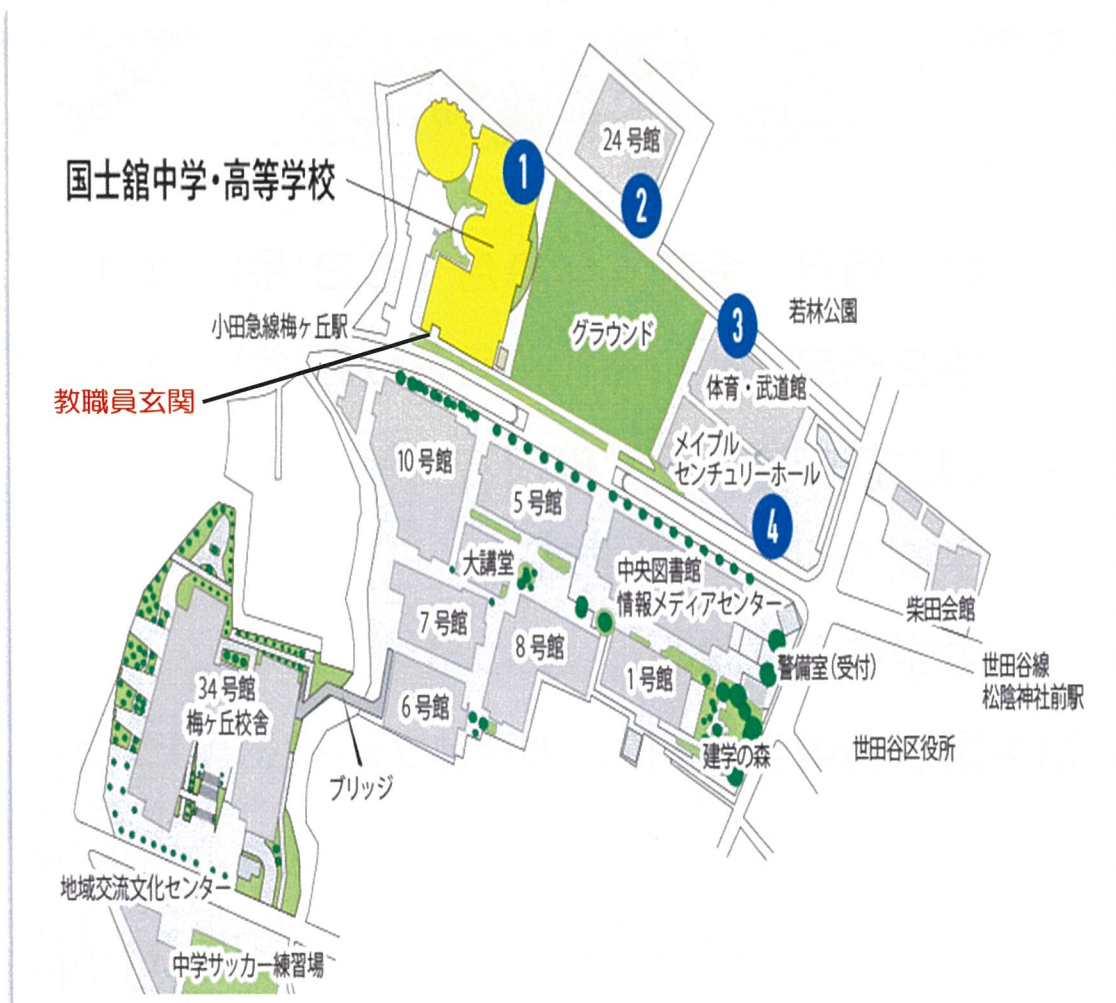 24号館
1
国士舘中学・高等学校
2
3
若林公園
小田急線梅ヶ丘駅
グラウンド
教職員玄関
体育・武道館
メイプル
センチュリーホール
10号館
5号館
4
大講堂
中央図書館
情報メディアセンター
柴田会館
7号館
8号館
警備室(受付)
世田谷線
松陰神社前駅
1号館
34号館
梅ヶ丘校舎
6号館
世田谷区役所
建学の森
ブリッジ
地域交流文化センター
中学サッカー練習場